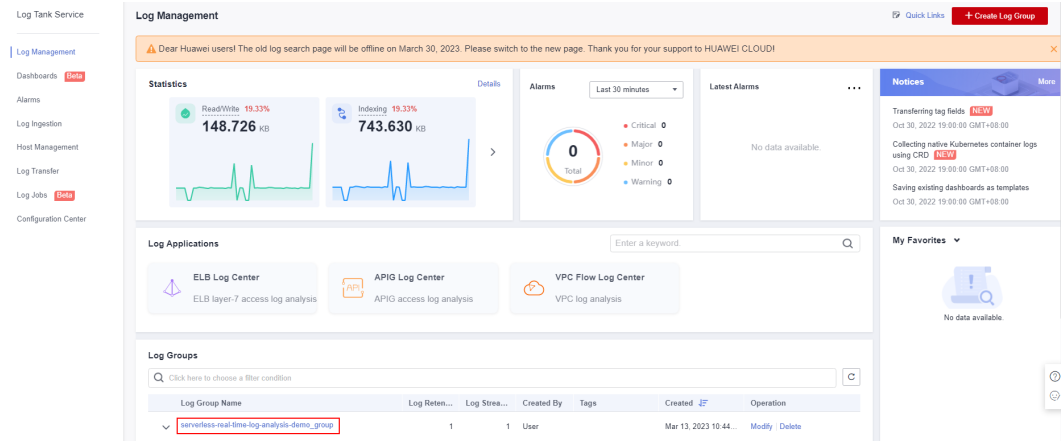 Log Tank Service
Log Management
Dashboards Beta
Alarms
Log Ingestion
Host Management
Log Transfer
Log Jobs Beta
Configuration Center
Log Management
Quick Links
+ Create Log Group
Dear Huawei users! The old log search page will be offline on March 30, 2023. Please switch to the new page. Thank you for your support to HUAWEI CLOUD!
Statistics Details
Read/Write 19.33%
148.726 KB
Indexing 19.33%
743.630 KB
Alarms Last 30 minutes
0
Total
Critical 0
Major 0
Minor 0
Warning 0
Latest Alarms ...
No data available.
Notices More
Transferring tag fields NEW
Oct 30, 2022 19:00:00 GMT+08:00
Collecting native Kubernetes container logs
using CRD NEW
Oct 30, 2022 19:00:00 GMT+08:00
Saving existing dashboards as templates
Oct 30, 2022 19:00:00 GMT+08:00
Log Applications
Enter a keyword.
ELB Log Center
ELB layer-7 access log analysis
API
APIG Log Center
APIG access log analysis
VPC Flow Log Center
VPC log analysis
My Favorites
No data available.
Log Groups
Click here to choose a filter condition
Log Group Name Log Reten... Log Strea... Created By Tags Created Operation
serverless-real-time-log-analysis-demo_group 1 1 User Mar 13, 2023 10:44... Modify Delete